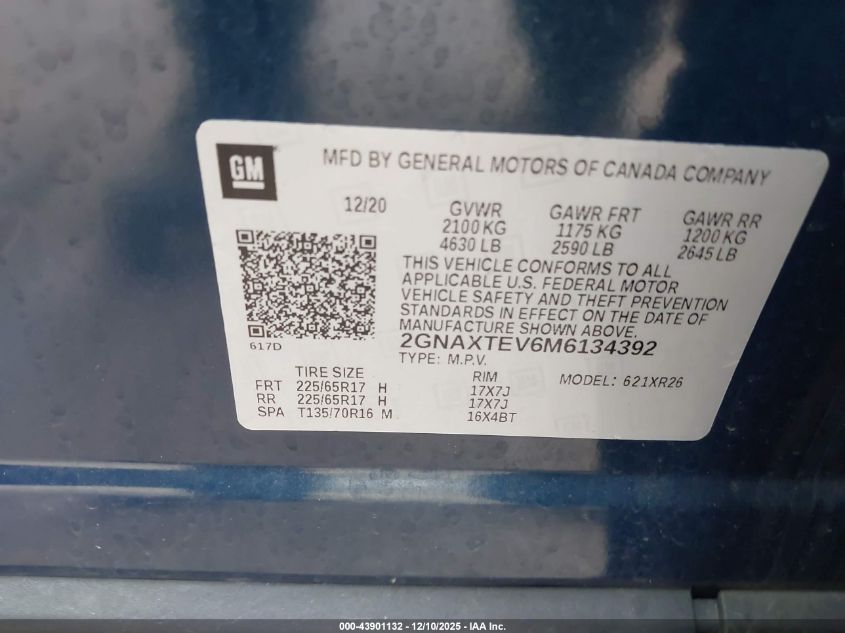 GM
MFD BY GENERAL MOTORS OF CANADA COMPANY
12/20
GVWR
2100 KG
4630 LB
GAWR FRT
1175 KG
2590 LB
GAWR RR
1200 KG
2645 LB
THIS VEHICLE CONFORMS TO ALL
APPLICABLE U.S. FEDERAL MOTOR
VEHICLE SAFETY AND THEFT PREVENTION
STANDARDS IN EFFECT ON THE DATE OF
MANUFACTURE SHOWN ABOVE.
617D
2GNAXTEV6M6134392
TYPE: M.P.V.
MODEL: 621XR26
TIRE SIZE RIM
FRT 225/65R17 H 17X7J
RR 225/65R17 H 17X7J
SPA T135/70R16 M 16X4BT
000-43901132 - 12/10/2025 - IAA Inc.